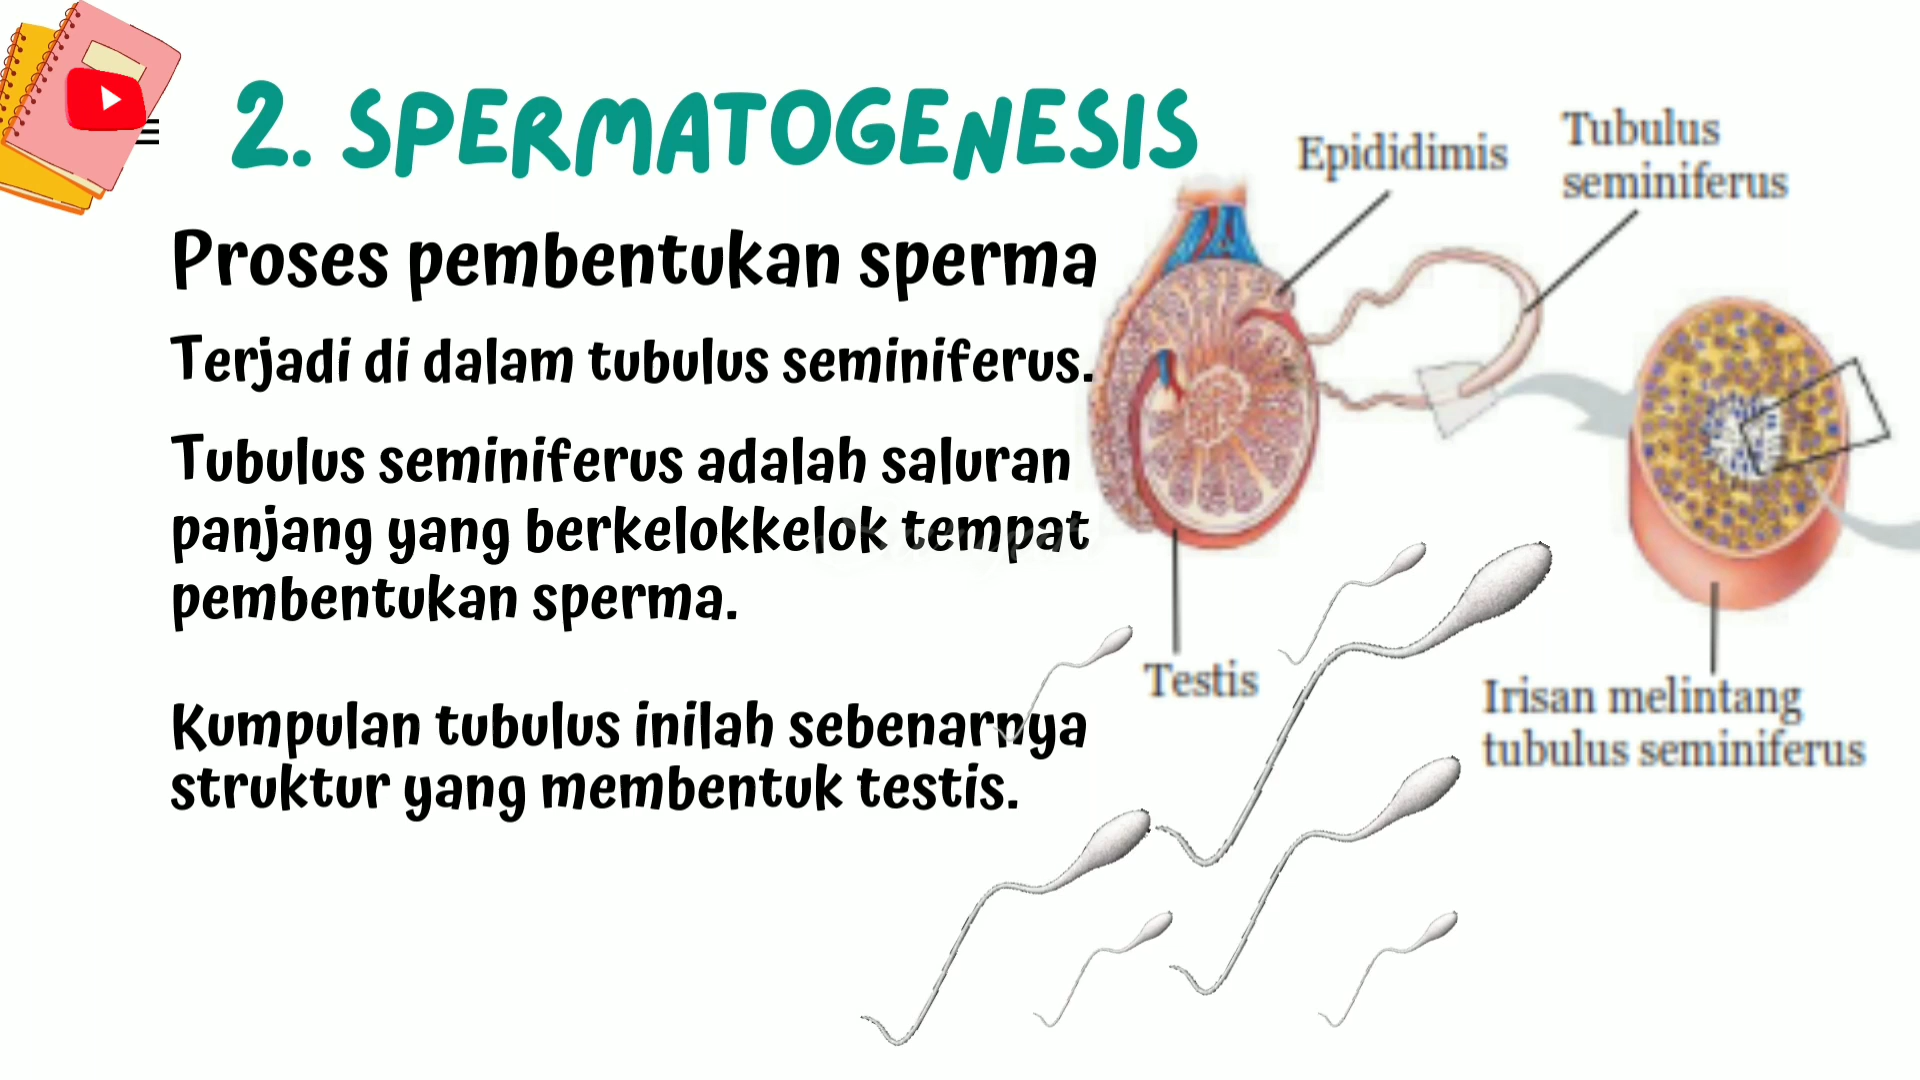 2. SPERMATOGENESIS
Proses pembentukan sperma
Terjadi di dalam tubulus seminiferus.
Tubulus seminiferus adalah saluran
panjang yang berkelokkelok tempat
pembentukan sperma.
Kumpulan tubulus inilah sebenarnya
struktur yang membentuk testis.
Epididimis
Tubulus
seminiferus
Testis
Irisan melintang
tubulus seminiferus